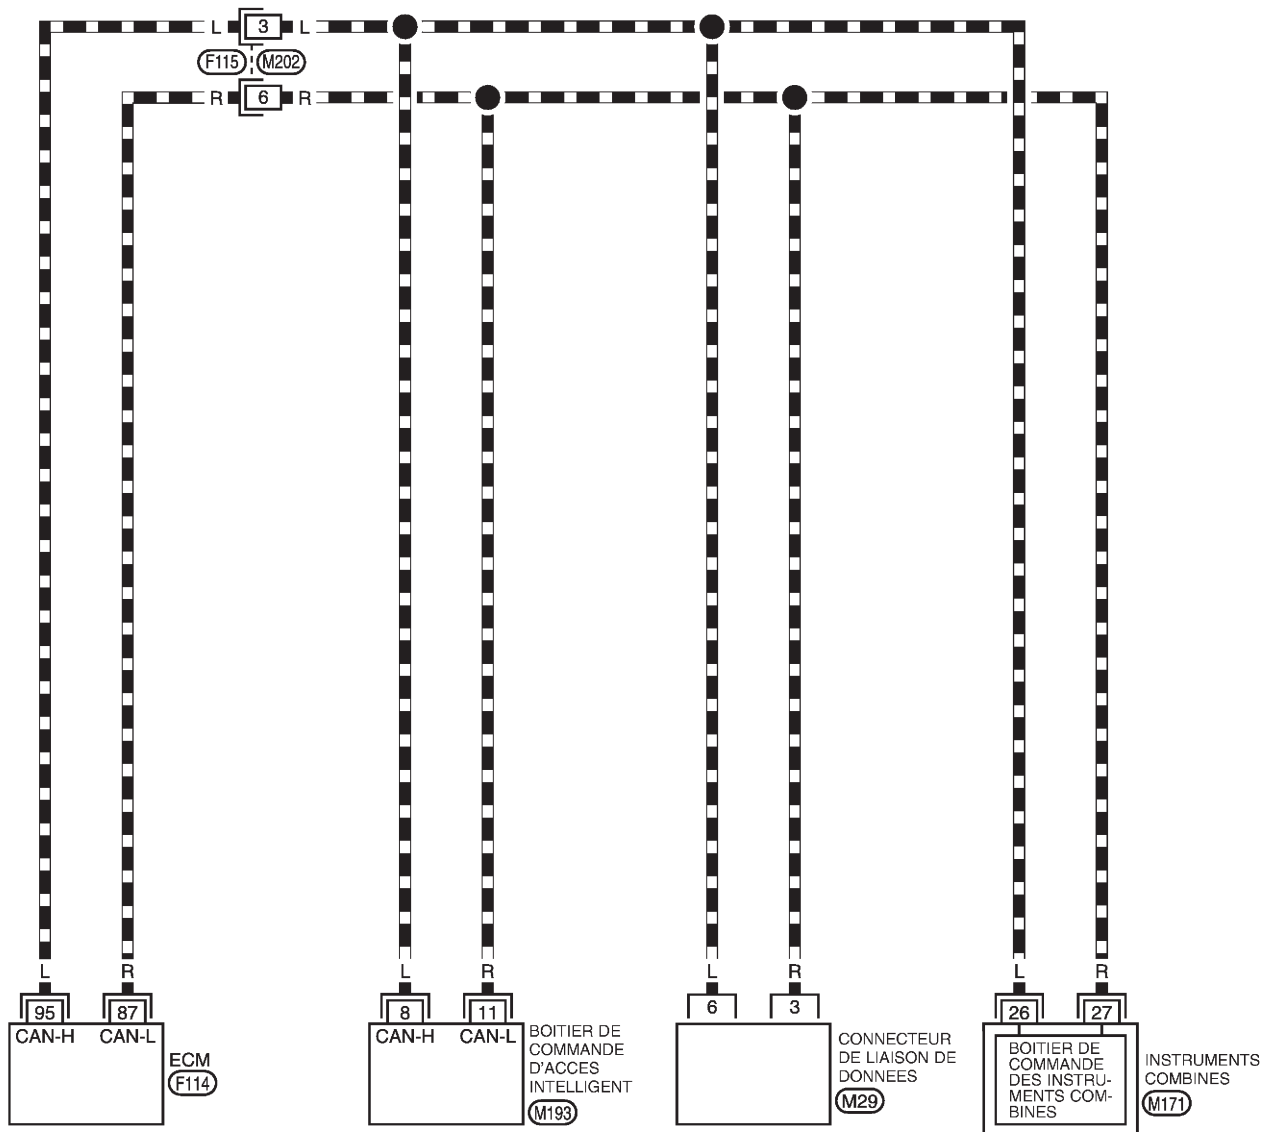 L 3 L
F115 M202
R 6 R
L R L R L R L R
95 87 8 11 6 3 26 27
CAN-H CAN-L
ECM
F114
CAN-H CAN-L
BOITIER DE
COMMANDE
D'ACCES
INTELLIGENT
M193
CONNECTEUR
DE LIAISON DE
DONNEES
M29
BOITIER DE
COMMANDE
DES INSTRU-
MENTS COM-
BINES
INSTRUMENTS
COMBINES
M171